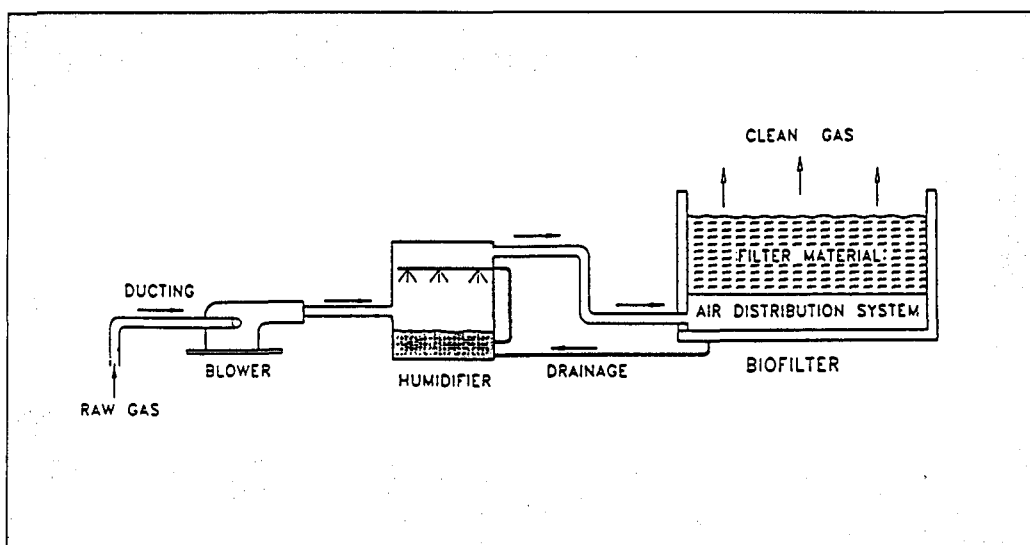 CLEAN GAS
FILTER MATERIAL
DUCTING
AIR DISTRIBUTION SYSTEM
BLOWER
HUMIDIFIER
DRAINAGE
BIOFILTER
RAW GAS